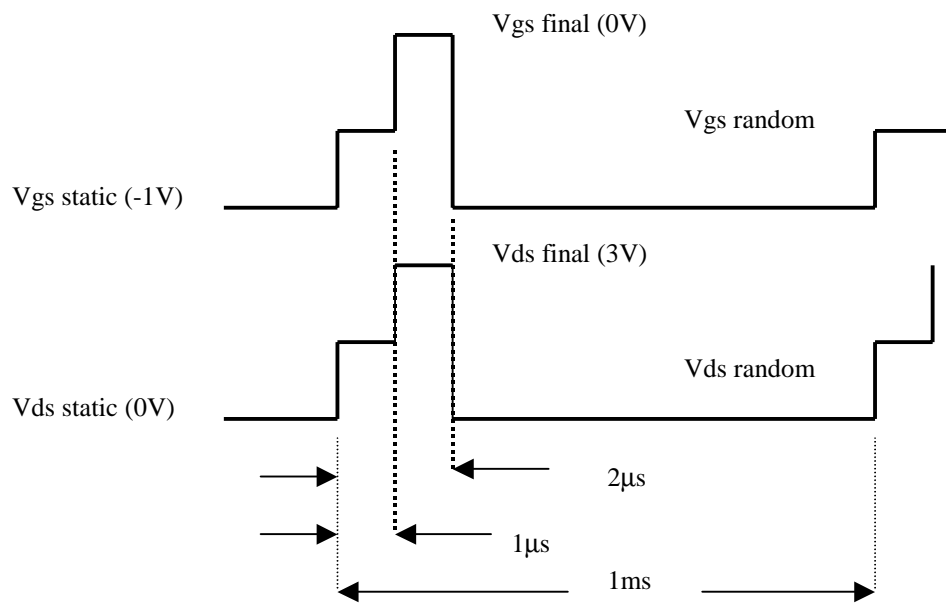 Vgs final (0V)
Vgs random
Vgs static (-1V)
Vds final (3V)
Vds random
Vds static (0V)
2μs
1μs
1ms